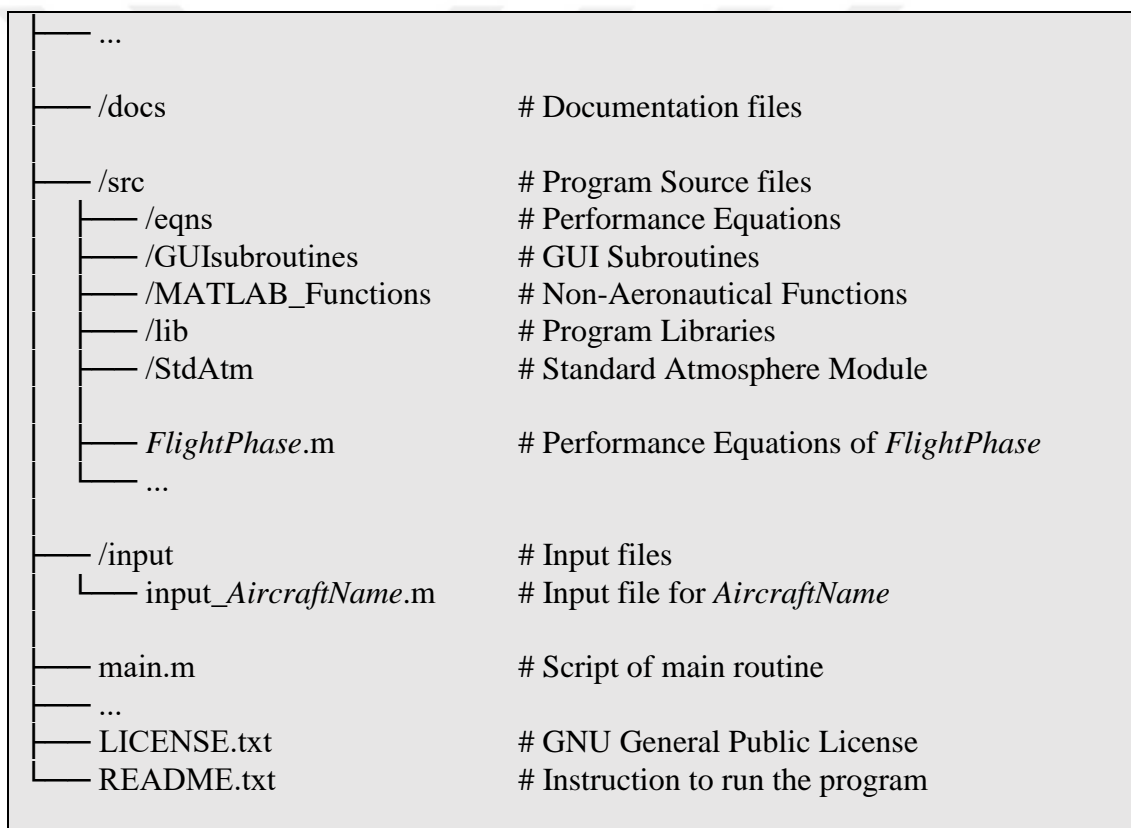 ├── ...
├── /docs # Documentation files
├── /src # Program Source files
│ ├── /eqns # Performance Equations
│ ├── /GUIsubroutines # GUI Subroutines
│ ├── /MATLAB_Functions # Non-Aeronautical Functions
│ ├── /lib # Program Libraries
│ ├── /StdAtm # Standard Atmosphere Module
│ ├── FlightPhase.m # Performance Equations of FlightPhase
│ └── ...
├── /input # Input files
│ └── input_AircraftName.m # Input file for AircraftName
├── main.m # Script of main routine
├── ...
├── LICENSE.txt # GNU General Public License
└── README.txt # Instruction to run the program